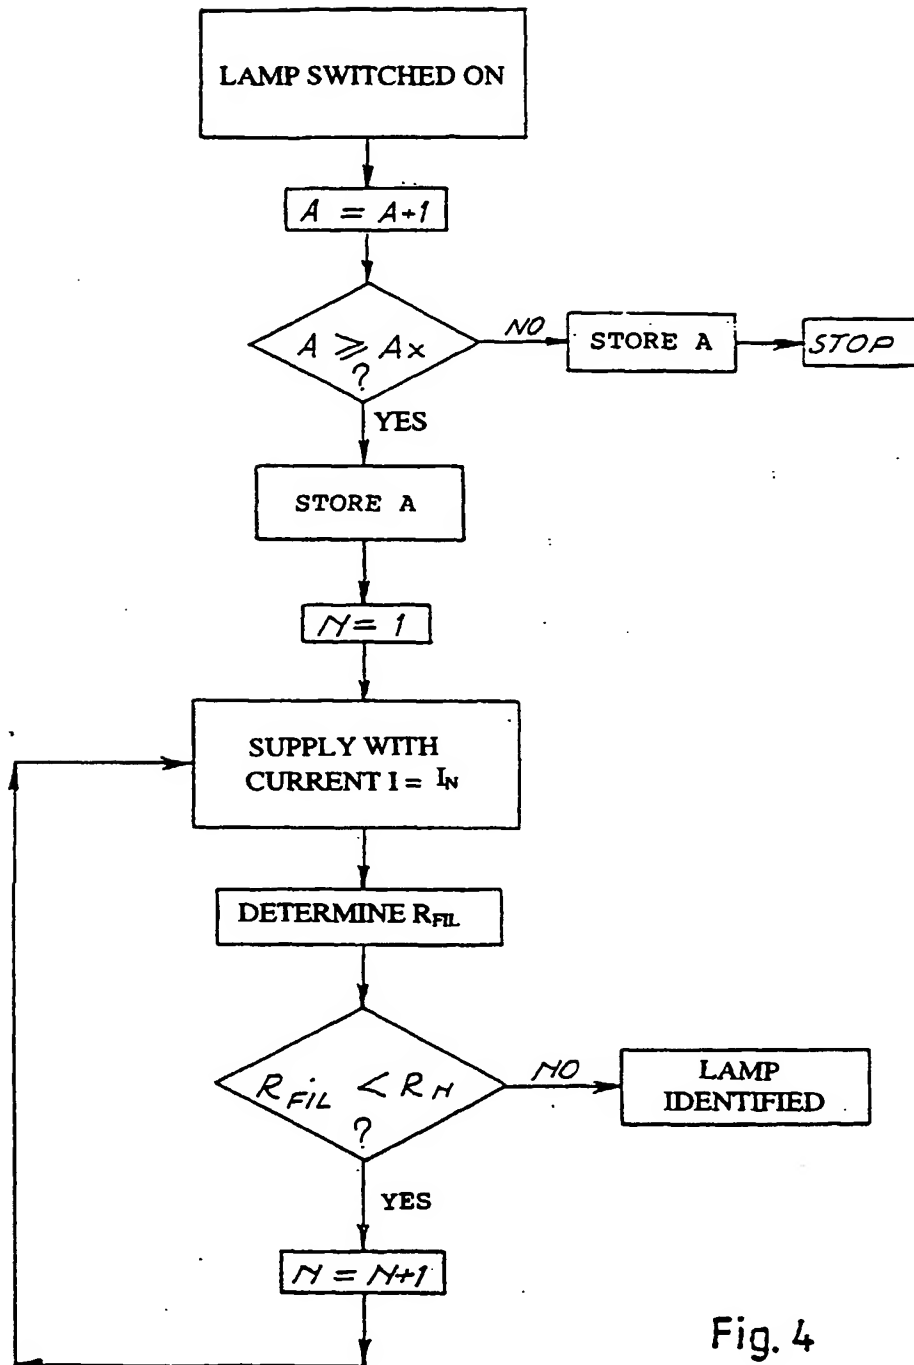 LAMP SWITCHED ON
A = A+1
A ⩾ Ax
?
NO
STORE A
STOP
YES
STORE A
N = 1
SUPPLY WITH
CURRENT I = IN
DETERMINE RFIL
RFIL < RN
?
NO
LAMP
IDENTIFIED
YES
N = N+1
Fig. 4